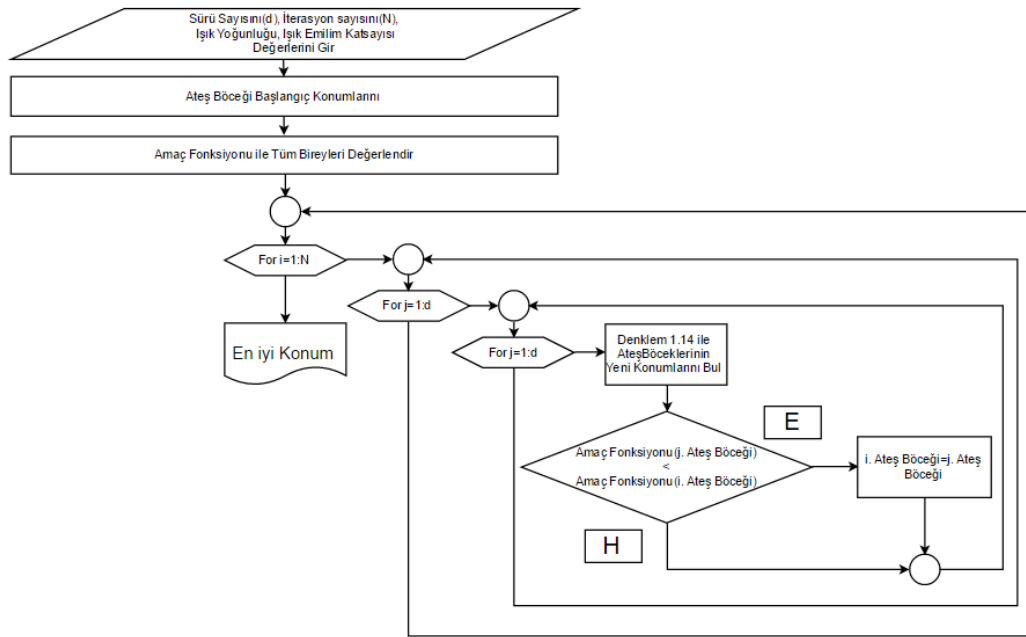 Sürü Sayısını(d), İterasyon sayısını(N),
Işık Yoğunluğu, Işık Emilim Katsayısı
Değerlerini Gir
Ateş Böceği Başlangıç Konumlarını
Amaç Fonksiyonu ile Tüm Bireyleri Değerlendir
For i=1:N
For j=1:d
En iyi Konum
For j=1:d
Denklem 1.14 ile
AteşBöceklerinin
Yeni Konumlarını Bul
E
Amaç Fonksiyonu(j. Ateş Böceği)
<
Amaç Fonksiyonu(i. Ateş Böceği)
i. Ateş Böceği=j. Ateş
Böceği
H